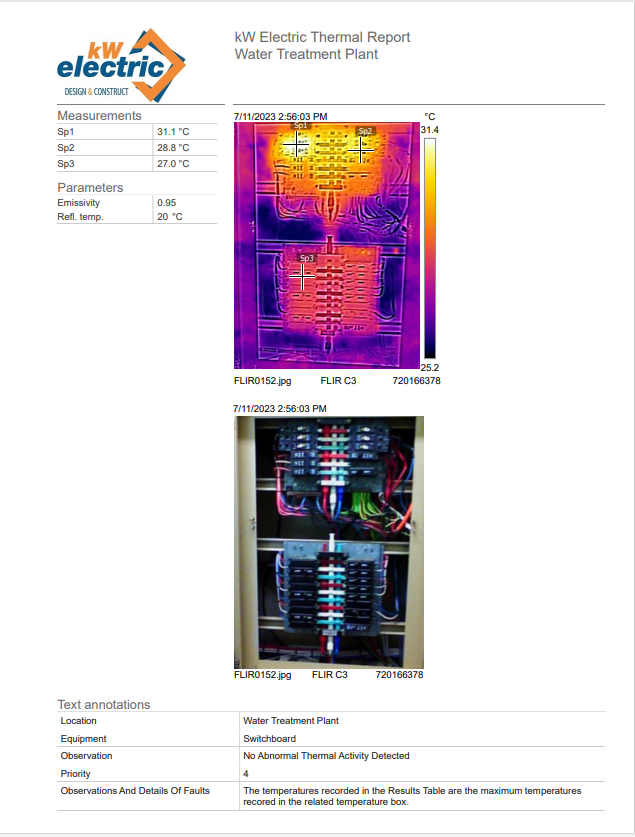 kW
electric
DESIGN & CONSTRUCT
kW Electric Thermal Report
Water Treatment Plant
Measurements
Sp1 31.1 °C
Sp2 28.8 °C
Sp3 27.0 °C
Parameters
Emissivity 0.95
Refl. temp. 20 °C
7/11/2023 2:56:03 PM °C
31.4
Sp1
Sp2
Sp3
25.2
FLIR0152.jpg FLIR C3 720166378
7/11/2023 2:56:03 PM
FLIR0152.jpg FLIR C3 720166378
Text annotations
Location Water Treatment Plant
Equipment Switchboard
Observation No Abnormal Thermal Activity Detected
Priority 4
Observations And Details Of Faults The temperatures recorded in the Results Table are the maximum temperatures
recored in the related temperature box.